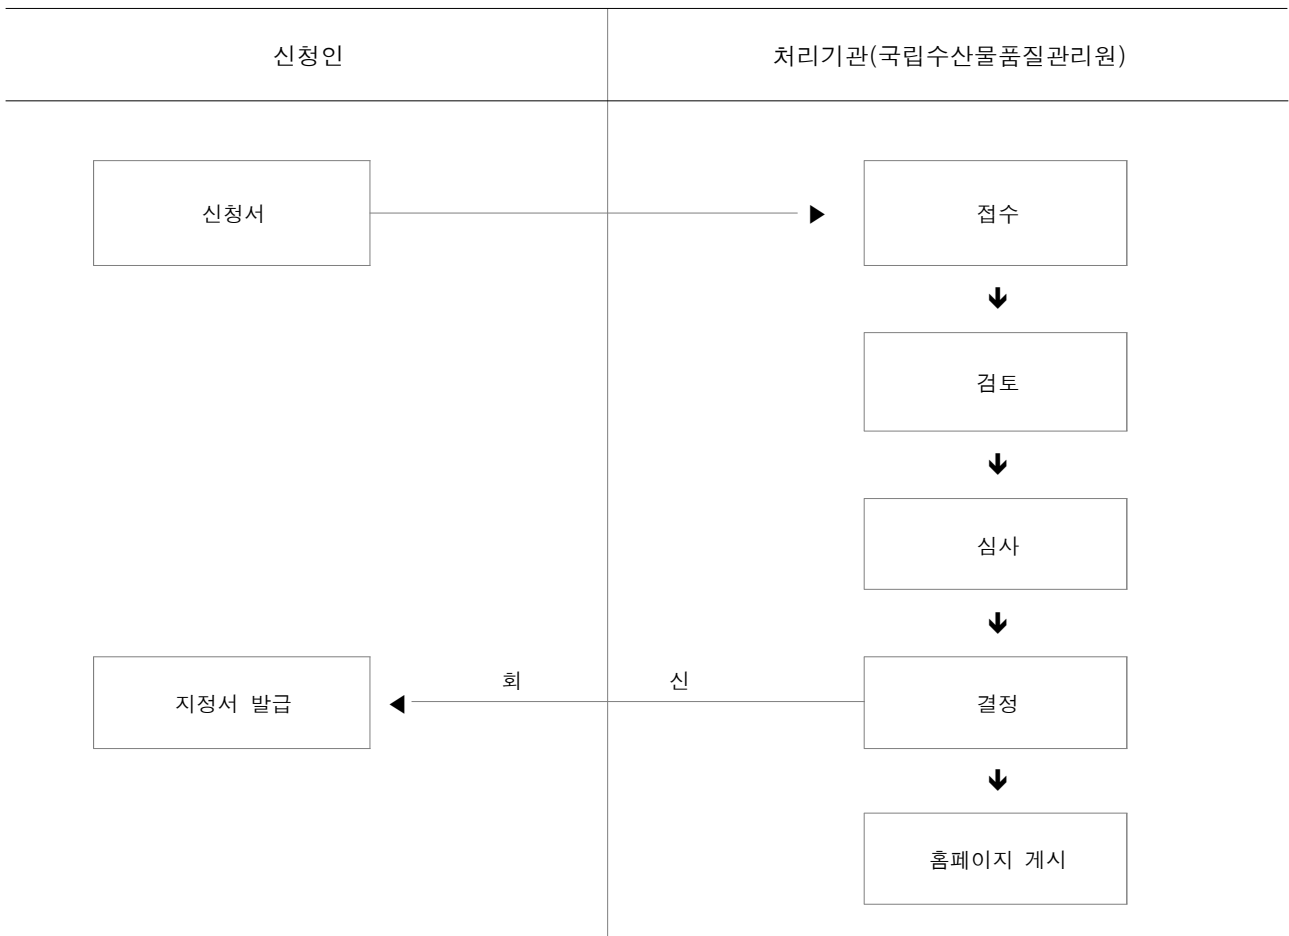 신청인
처리기관(국립수산물품질관리원)
신청서
접수
검토
심사
지정서 발급
회 신
결정
홈페이지 게시